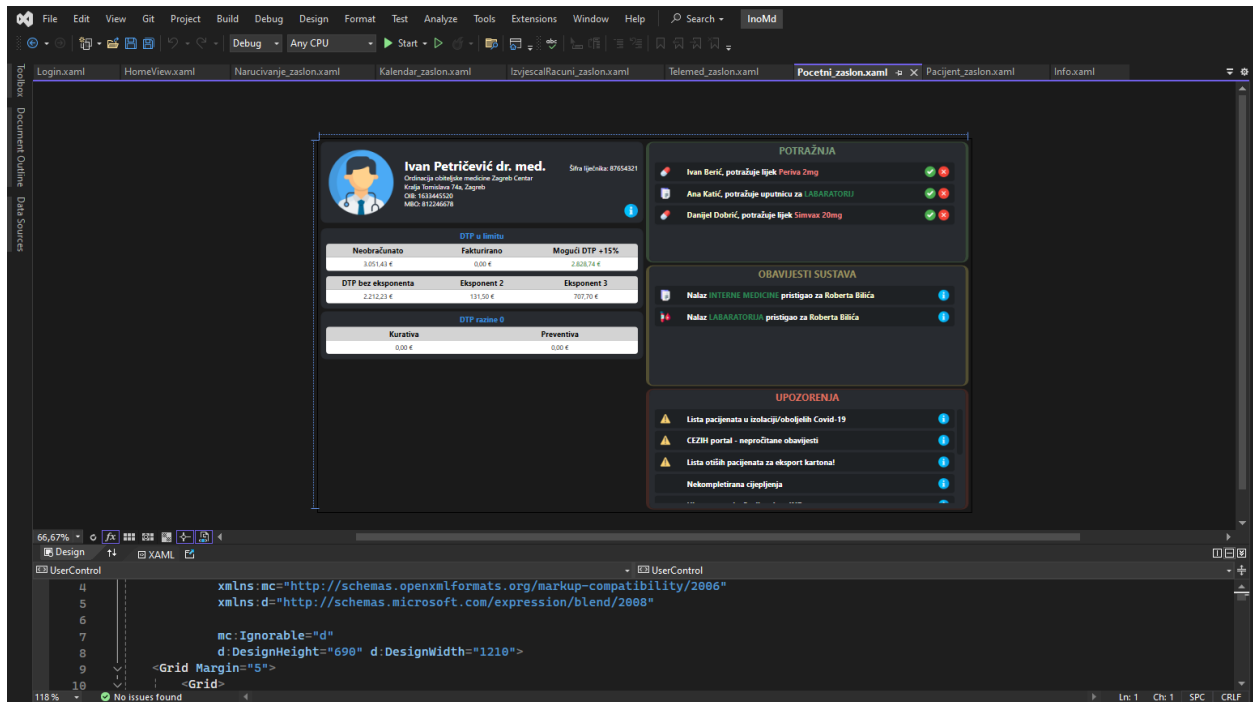 File Edit View Git Project Build Debug Design Format Test Analyze Tools Extensions Window Help Search InoMd
Debug Any CPU Start
Login.xaml HomeView.xaml Narucivanje_zaslon.xaml Kalendar_zaslon.xaml IzvjescalRacuni_zaslon.xaml Telemed_zaslon.xaml Pocetni_zaslon.xaml Pacijent_zaslon.xaml Info.xaml
Toolbox
Document Outline
Data Sources
Ivan Petričević dr. med. Šifra liječnika: 87654321
Ordinacija obiteljske medicine Zagreb Centar
Kralja Tomislava 74a, Zagreb
OIB: 1633445520
MBO: 812246678
DTP u limitu
Neobračunato Fakturirano Mogući DTP +15%
3.051,43 € 0,00 € 2.828,74 €
DTP bez eksponenta Eksponent 2 Eksponent 3
2.212,23 € 131,50 € 707,70 €
DTP razine 0
Kurativa Preventiva
0,00 € 0,00 €
POTRAŽNJA
Ivan Berić, potražuje lijek Periva 2mg
Ana Katić, potražuje uputnicu za LABARATORIJ
Danijel Dobrić, potražuje lijek Simvax 20mg
OBAVIJESTI SUSTAVA
Nalaz INTERNE MEDICINE pristigao za Roberta Bilića
Nalaz LABARATORIJA pristigao za Roberta Bilića
UPOZORENJA
Lista pacijenata u izolaciji/oboljelih Covid-19
CEZIH portal - nepročitane obavijesti
Lista otiših pacijenata za eksport kartona!
Nekompletirana cijepljenja
66,67% fx
Design XAML
UserControl UserControl
4 xmlns:mc="http://schemas.openxmlformats.org/markup-compatibility/2006"
5 xmlns:d="http://schemas.microsoft.com/expression/blend/2008"
6
7 mc:Ignorable="d"
8 d:DesignHeight="690" d:DesignWidth="1210">
9 <Grid Margin="5">
10 <Grid>
118 % No issues found Ln: 1 Ch: 1 SPC CRLF